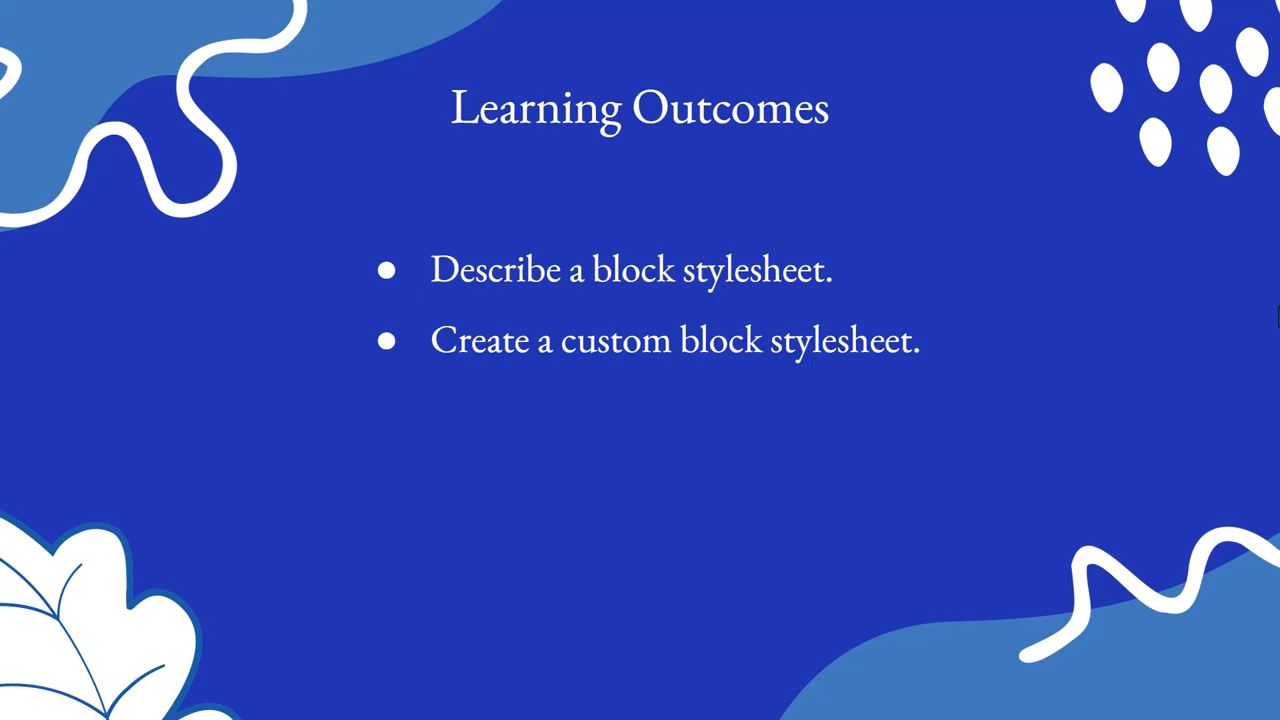 Learning Outcomes
● Describe a block stylesheet.
● Create a custom block stylesheet.